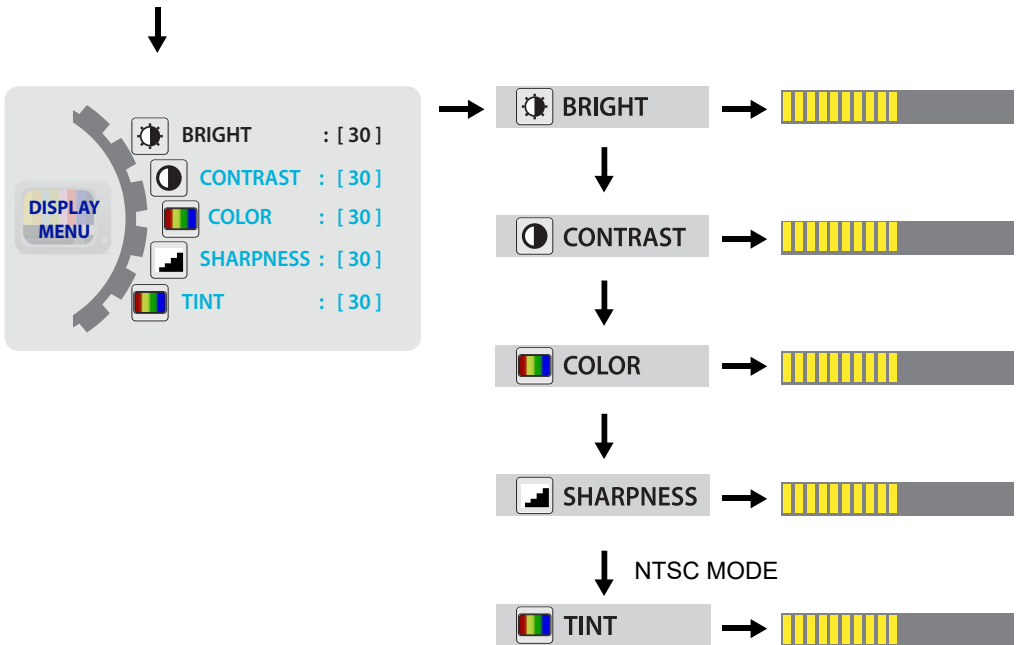 DISPLAY
MENU
BRIGHT : [ 30 ]
CONTRAST : [ 30 ]
COLOR : [ 30 ]
SHARPNESS : [ 30 ]
TINT : [ 30 ]
BRIGHT
CONTRAST
COLOR
SHARPNESS
NTSC MODE
TINT